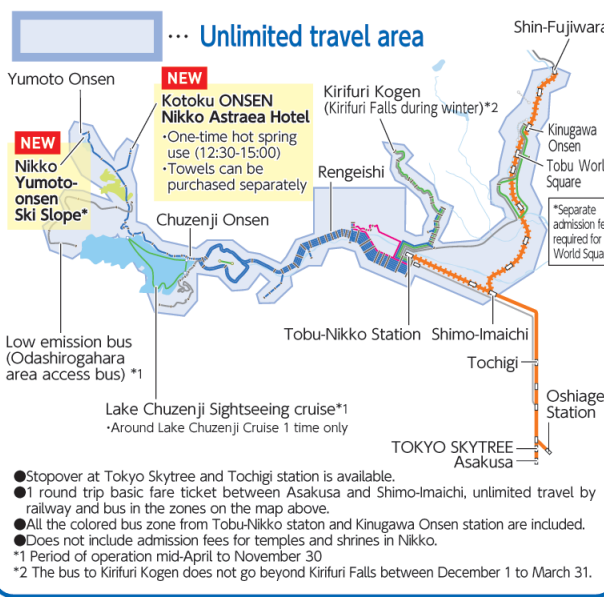 … Unlimited travel area
Shin-Fujiwara
Yumoto Onsen
NEW
Kotoku ONSEN
Nikko Astraea Hotel
・One-time hot spring
use (12:30-15:00)
・Towels can be
purchased separately
Kirifuri Kogen
(Kirifuri Falls during winter)*2
NEW
Nikko
Yumoto-
onsen
Ski Slope*
Kinugawa
Onsen
Tobu Worl
Square
Rengeishi
Chuzenji Onsen
*Separate
admission fe
required for
World Squa
Low emission bus
(Odashirogahara
area access bus) *1
Tobu-Nikko Station
Shimo-Imaichi
Tochigi
Lake Chuzenji Sightseeing cruise*1
・Around Lake Chuzenji Cruise 1 time only
Oshiage
Station
TOKYO SKYTREE
Asakusa
●Stopover at Tokyo Skytree and Tochigi station is available.
●1 round trip basic fare ticket between Asakusa and Shimo-Imaichi, unlimited travel by
railway and bus in the zones on the map above.
●All the colored bus zone from Tobu-Nikko staton and Kinugawa Onsen station are included.
●Does not include admission fees for temples and shrines in Nikko.
*1 Period of operation mid-April to November 30
*2 The bus to Kirifuri Kogen does not go beyond Kirifuri Falls between December 1 to March 31.